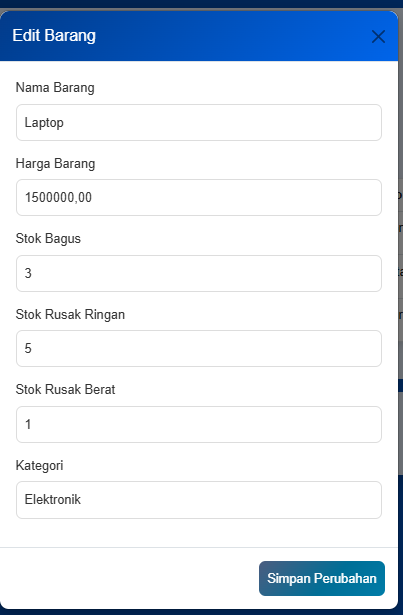 Edit Barang
Nama Barang
Laptop
Harga Barang
1500000,00
Stok Bagus
3
Stok Rusak Ringan
5
Stok Rusak Berat
1
Kategori
Elektronik
Simpan Perubahan